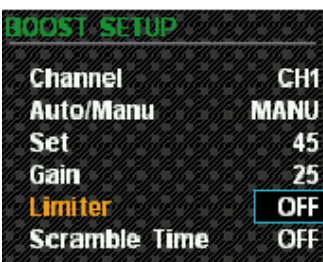 BOOST SETUP
Channel CH1
Auto/Manu MANU
Set 45
Gain 25
Limiter OFF
Scramble Time OFF